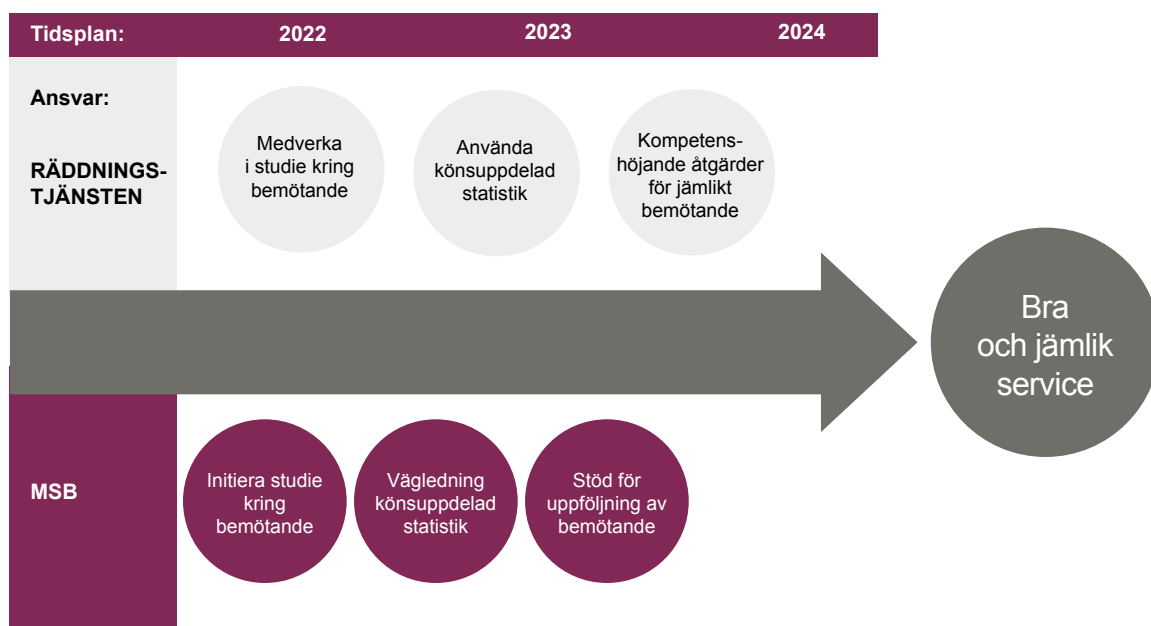 Tidsplan: 2022 2023 2024
Ansvar:
RÄDDNINGS-
TJÄNSTEN
Medverka
i studie kring
bemötande
Använda
könsuppdelad
statistik
Kompetens-
höjande åtgärder
för jämlikt
bemötande
Bra
och jämlik
service
MSB
Initiera studie
kring
bemötande
Vägledning
könsuppdelad
statistik
Stöd för
uppföljning av
bemötande